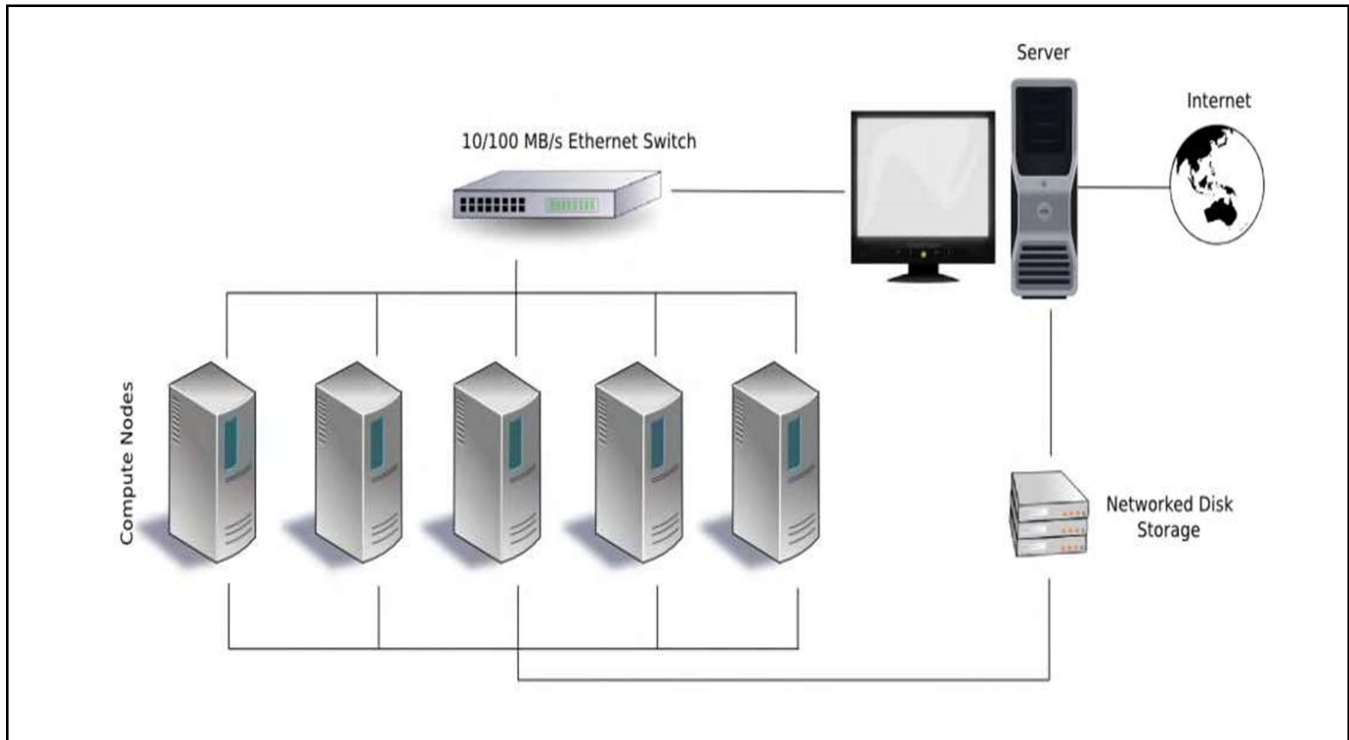 Server
Internet
10/100 MB/s Ethernet Switch
Compute Nodes
Networked Disk
Storage